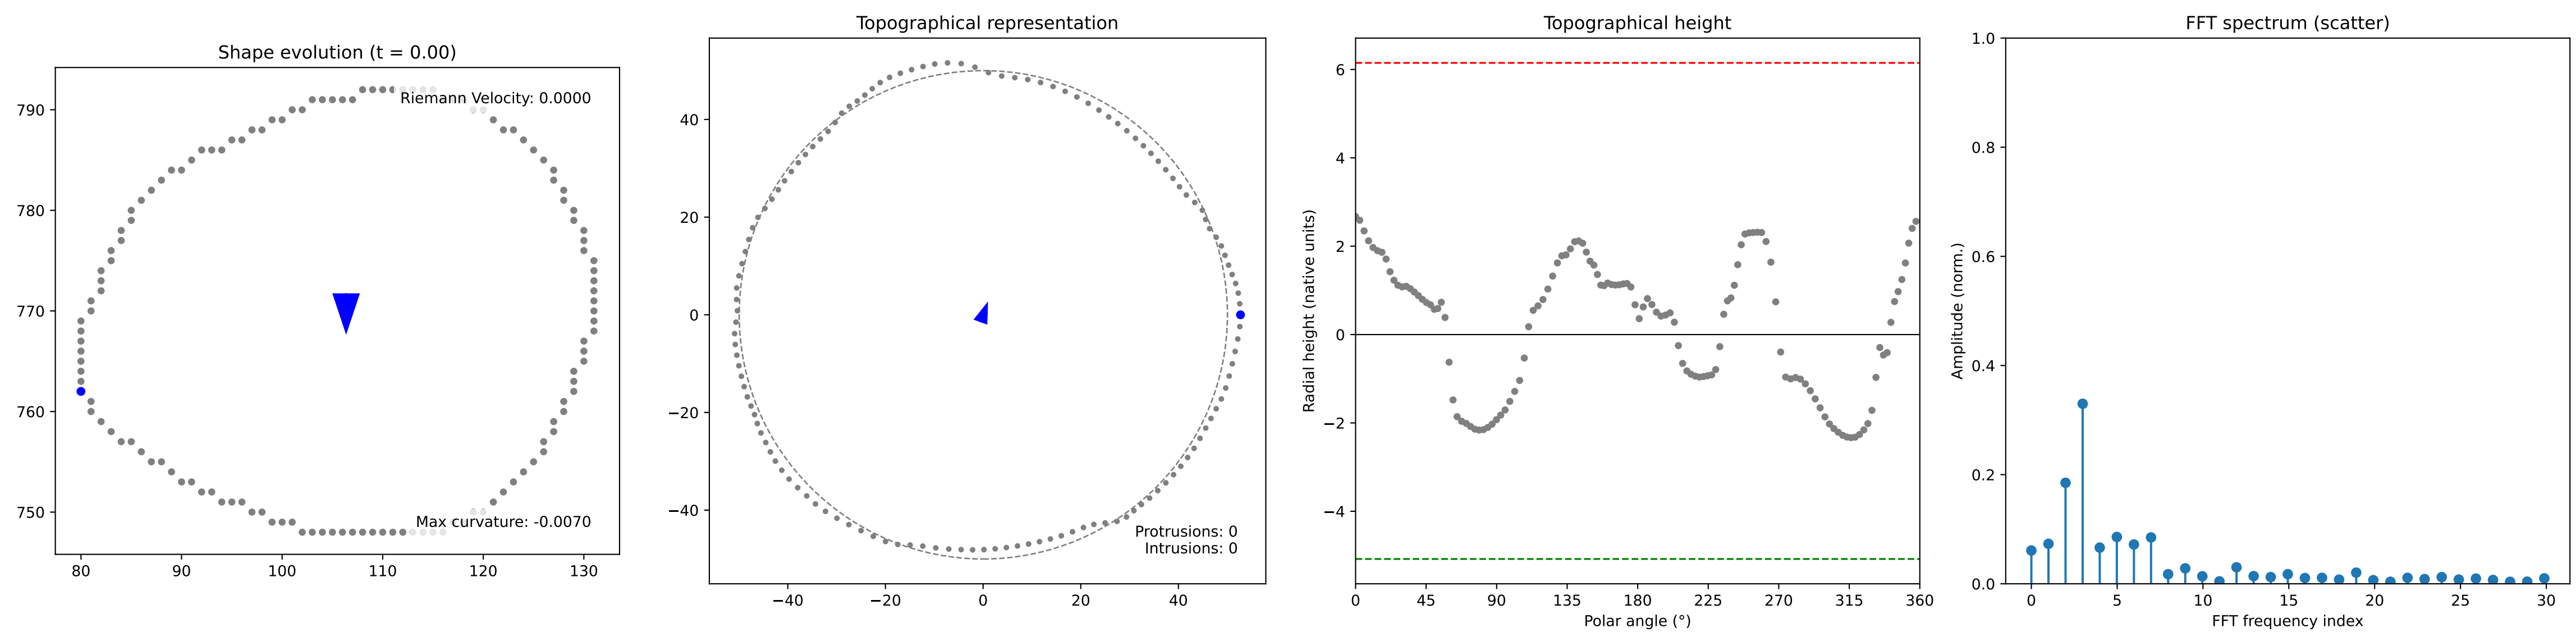 Shape evolution (t = 0.00)
Riemann Velocity: 0.0000
Max curvature: -0.0070
790
780
770
760
750
80 90 100 110 120 130
Topographical representation
40
20
0
−20
−40
−40 −20 0 20 40
Protrusions: 0
Intrusions: 0
Topographical height
Radial height (native units)
6
4
2
0
−2
−4
0 45 90 135 180 225 270 315 360
Polar angle (°)
FFT spectrum (scatter)
Amplitude (norm.)
1.0
0.8
0.6
0.4
0.2
0.0
0 5 10 15 20 25 30
FFT frequency index